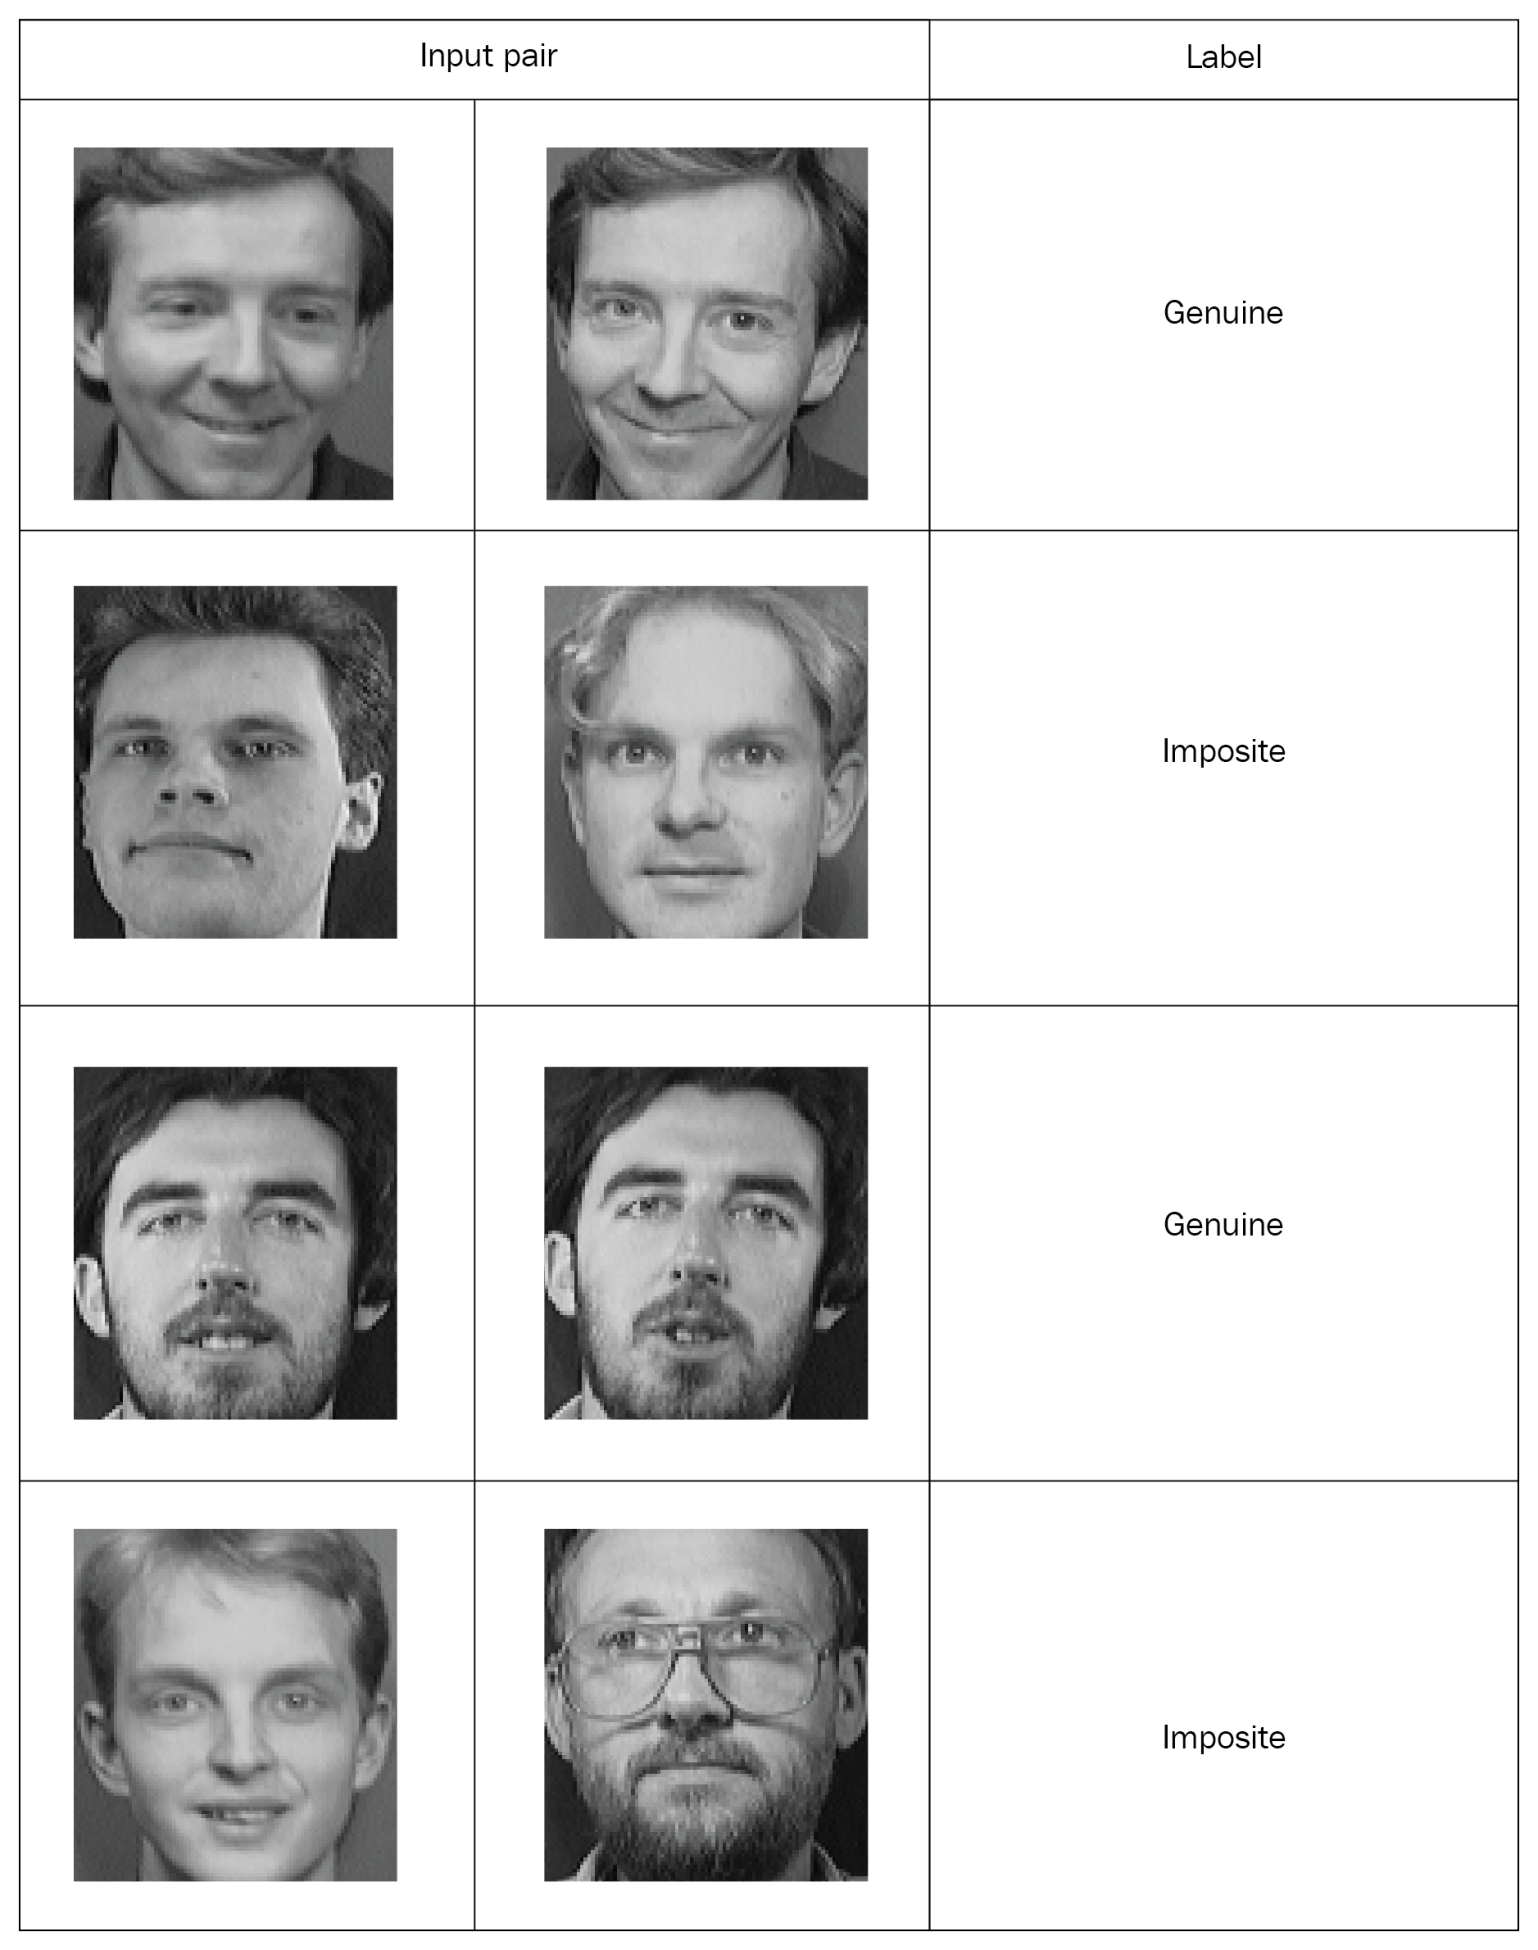 Input pair
Label
Genuine
Imposite
Genuine
Imposite